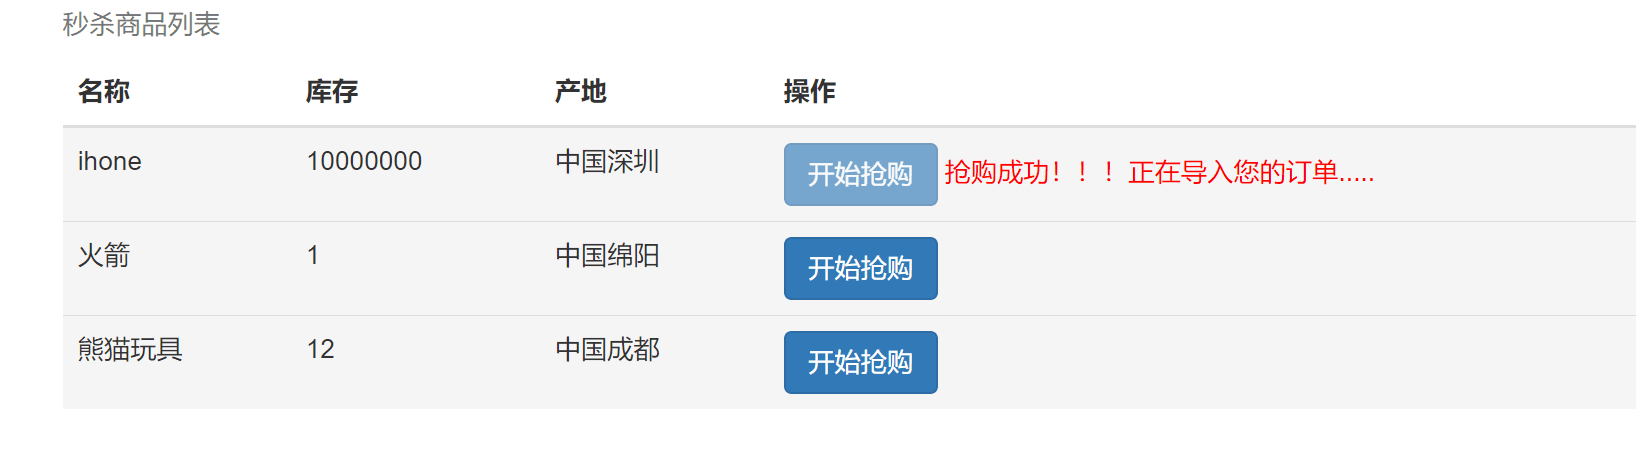 秒杀商品列表
名称 库存 产地 操作
ihone 10000000 中国深圳 开始抢购 抢购成功！！！正在导入您的订单.....
火箭 1 中国绵阳 开始抢购
熊猫玩具 12 中国成都 开始抢购